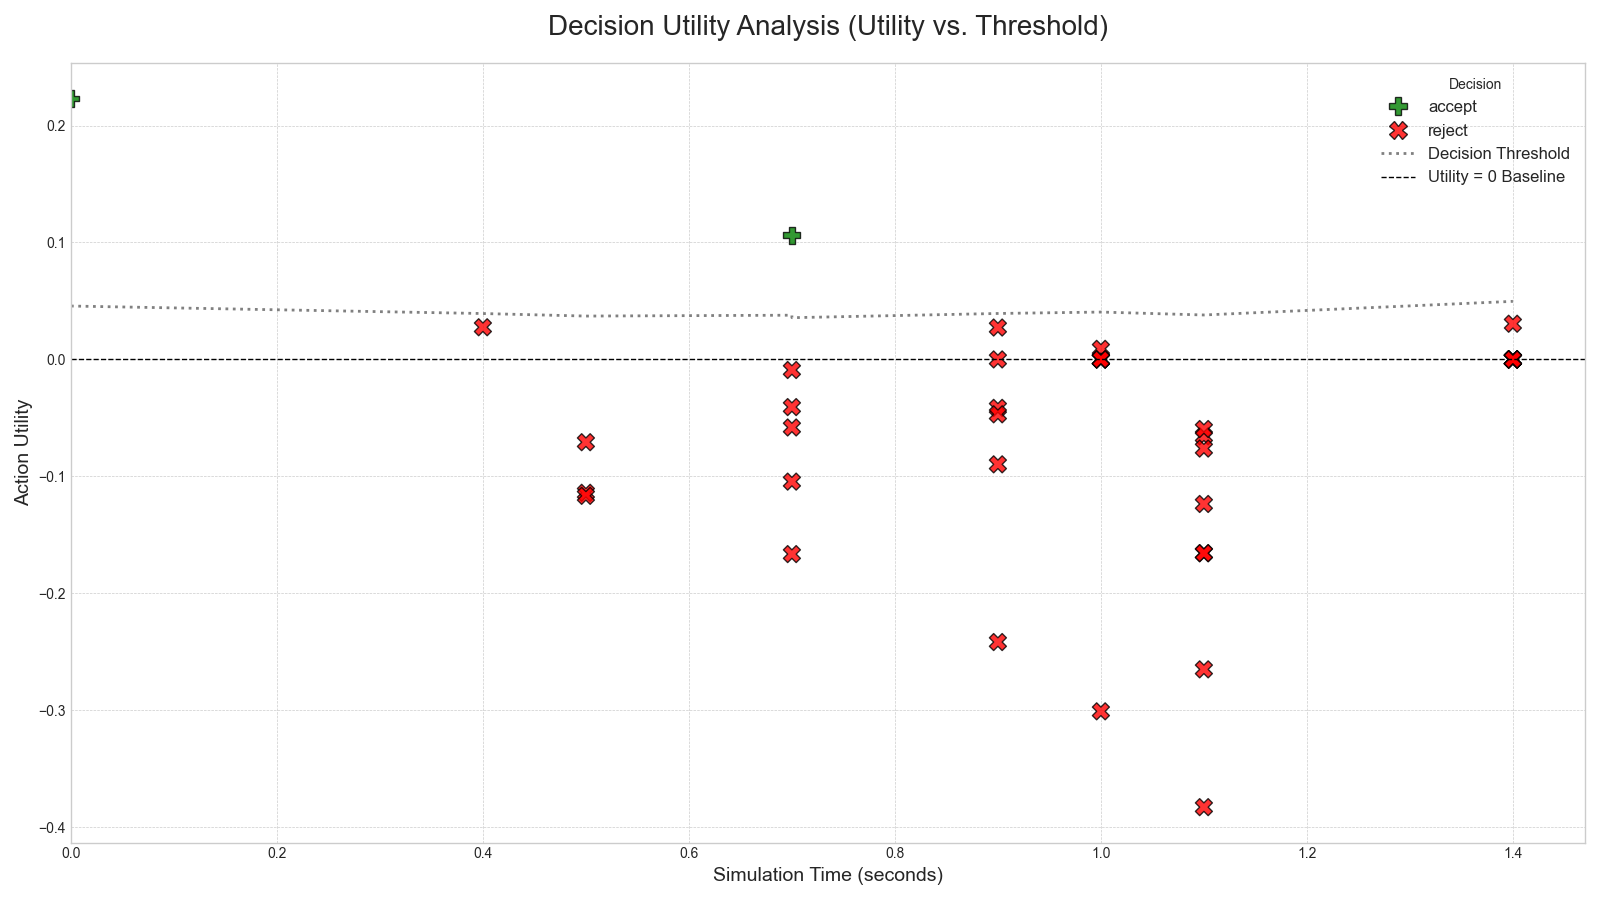 Decision Utility Analysis (Utility vs. Threshold)
Decision
accept
reject
Decision Threshold
Utility = 0 Baseline
Action Utility
0.2
0.1
0.0
−0.1
−0.2
−0.3
−0.4
0.0 0.2 0.4 0.6 0.8 1.0 1.2 1.4
Simulation Time (seconds)